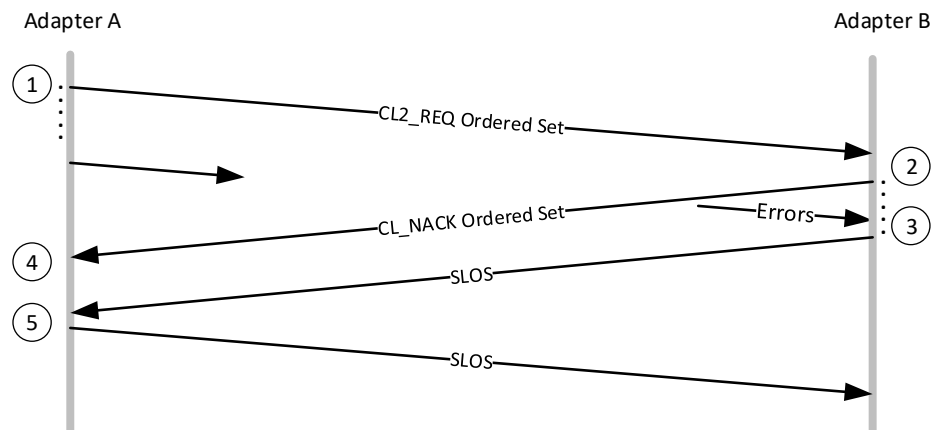 Adapter A
Adapter B
1
CL2_REQ Ordered Set
2
CL_NACK Ordered Set
Errors
3
4
SLOS
5
SLOS